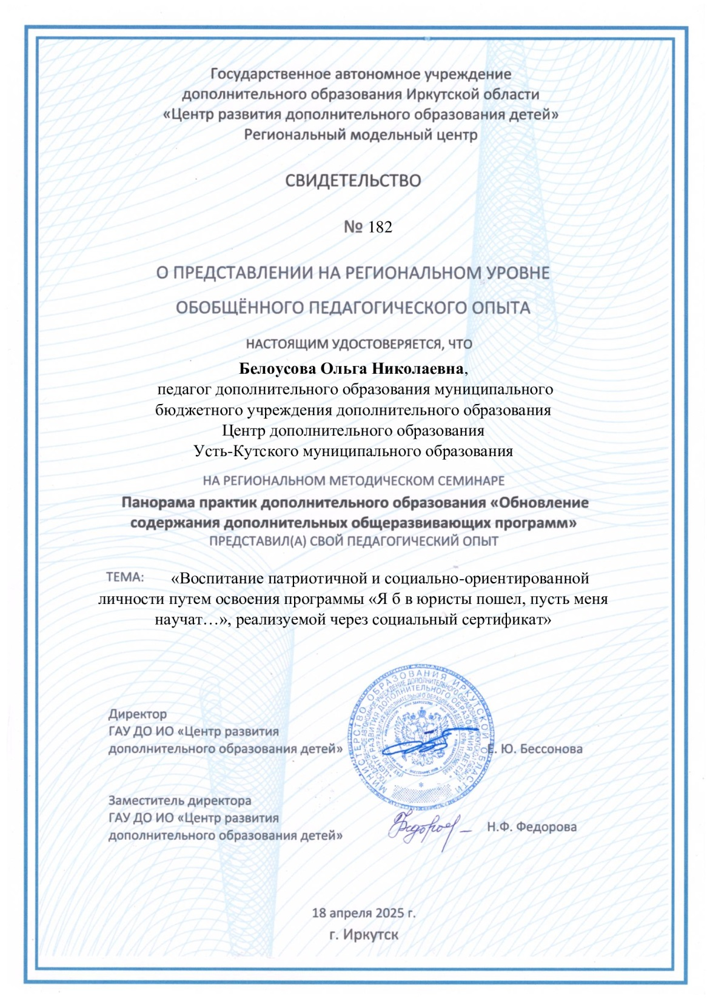 Государственное автономное учреждение
дополнительного образования Иркутской области
«Центр развития дополнительного образования детей»
Региональный модельный центр
СВИДЕТЕЛЬСТВО
№ 182
О ПРЕДСТАВЛЕНИИ НА РЕГИОНАЛЬНОМ УРОВНЕ
ОБОБЩЁННОГО ПЕДАГОГИЧЕСКОГО ОПЫТА
НАСТОЯЩИМ УДОСТОВЕРЯЕТСЯ, ЧТО
Белоусова Ольга Николаевна,
педагог дополнительного образования муниципального
бюджетного учреждения дополнительного образования
Центр дополнительного образования
Усть-Кутского муниципального образования
НА РЕГИОНАЛЬНОМ МЕТОДИЧЕСКОМ СЕМИНАРЕ
Панорама практик дополнительного образования «Обновление
содержания дополнительных общеразвивающих программ»
ПРЕДСТАВИЛ(А) СВОЙ ПЕДАГОГИЧЕСКИЙ ОПЫТ
ТЕМА: «Воспитание патриотичной и социально-ориентированной
личности путем освоения программы «Я б в юристы пошел, пусть меня
научат…», реализуемой через социальный сертификат»
МИНИСТЕРСТВО ОБРАЗОВАНИЯ ИРКУТСКОЙ ОБЛАСТИ
Директор
ГАУ ДО ИО «Центр развития
дополнительного образования детей» Ю. Бессонова
Заместитель директора
ГАУ ДО ИО «Центр развития
дополнительного образования детей» Н.Ф. Федорова
18 апреля 2025 г.
г. Иркутск